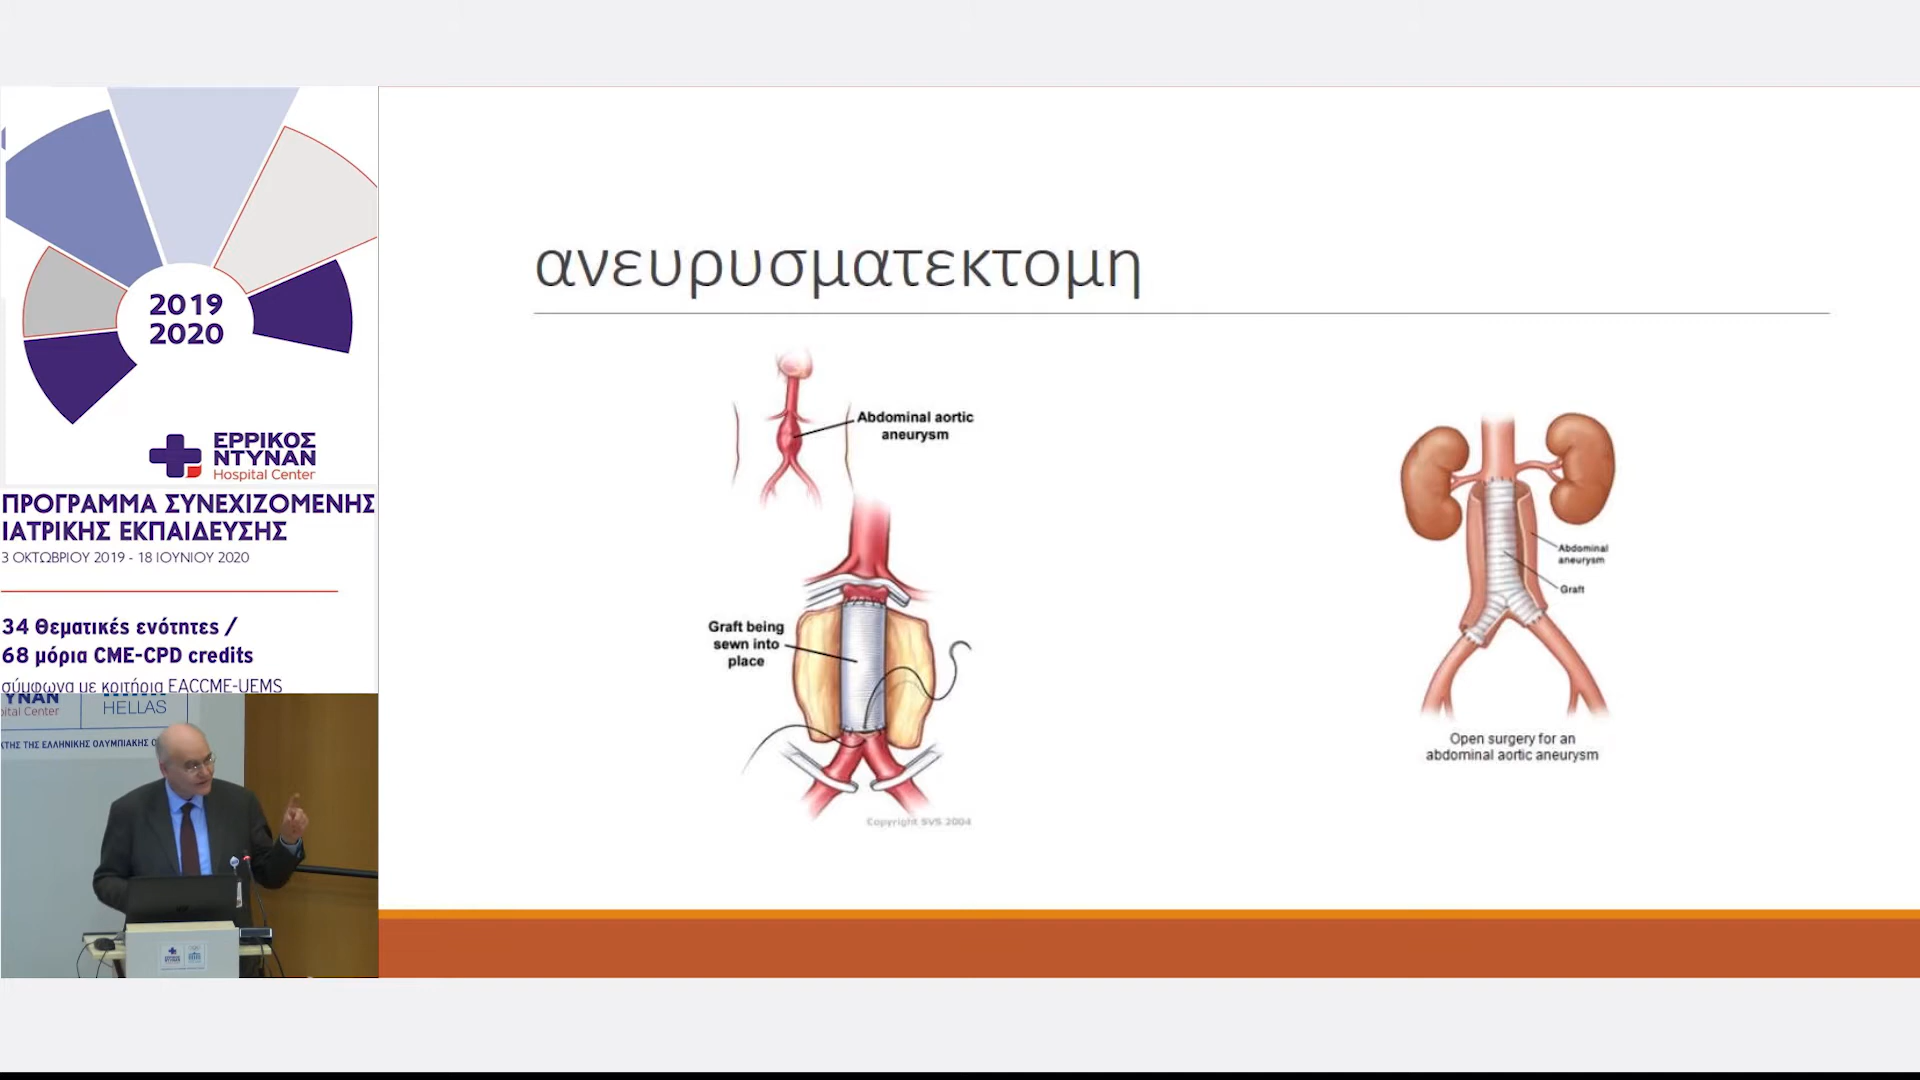 2019
2020
ΕΡΡΙΚΟΣ
ΝΤΥΝΑΝ
Hospital Center
ΠΡΟΓΡΑΜΜΑ ΣΥΝΕΧΙΖΟΜΕΝΗΣ
ΙΑΤΡΙΚΗΣ ΕΚΠΑΙΔΕΥΣΗΣ
3 ΟΚΤΩΒΡΙΟΥ 2019 - 18 ΙΟΥΝΙΟΥ 2020
34 θεματικές ενότητες /
68 μόρια CME-CPD credits
σύμφωνα με κριτήρια EACCME-UEMS
ΥΝΑΝ
pital Center
HELLAS
ΚΤΗΣ ΤΗΣ ΕΛΛΗΝΙΚΗΣ ΟΛΥΜΠΙΑΚΗΣ
ανευρυσματεκτομη
Abdominal aortic
aneurysm
Graft being
sewn into
place
Copyright SVS 2004
Abdominal
aneurysm
Graft
Open surgery for an
abdominal aortic aneurysm